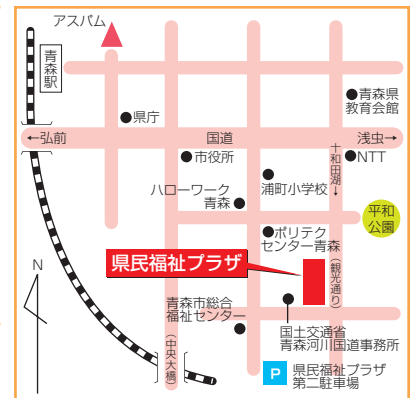 アスパム
青森駅
青森県
教育会館
県庁
←弘前
国道
浅虫→
市役所
NTT
十和田湖→
浦町小学校
ハローワーク
青森
平和
公園
ポリテク
センター青森
県民福祉プラザ
（観光通り）
N
青森市総合
福祉センター
国土交通省
青森河川国道事務所
（中央大橋）
P
県民福祉プラザ
第二駐車場